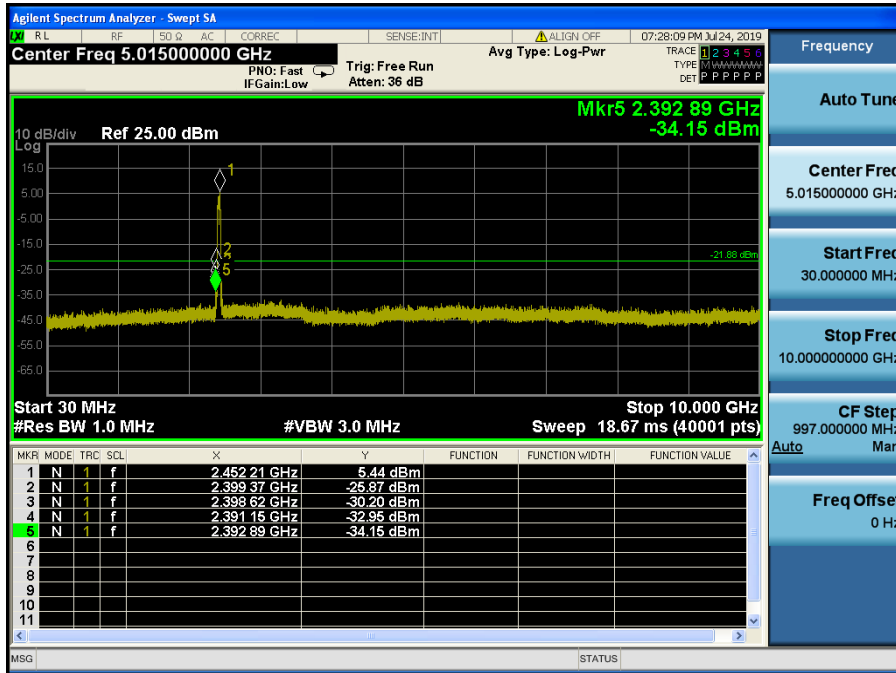 Agilent Spectrum Analyzer - Swept SA
LXI RL RF 50 Ω AC CORREC SENSE:INT ALIGN OFF 07:28:09 PM Jul 24, 2019
Center Freq 5.015000000 GHz
PNO: Fast
IFGain:Low
Trig: Free Run
Atten: 36 dB
Avg Type: Log-Pwr
TRACE 1 2 3 4 5 6
TYPE MWWWWW
DET P P P P P P
Mkr5 2.392 89 GHz
-34.15 dBm
10 dB/div Ref 25.00 dBm
Log
15.0
5.00
-5.00
-15.0
-25.0
-35.0
-45.0
-55.0
-65.0
1
2
5
-21.88 dBm
Start 30 MHz Stop 10.000 GHz
#Res BW 1.0 MHz #VBW 3.0 MHz Sweep 18.67 ms (40001 pts)
MKR MODE TRC SCL X Y FUNCTION FUNCTION WIDTH FUNCTION VALUE
1 N 1 f 2.452 21 GHz 5.44 dBm
2 N 1 f 2.399 37 GHz -25.87 dBm
3 N 1 f 2.398 62 GHz -30.20 dBm
4 N 1 f 2.391 15 GHz -32.95 dBm
5 N 1 f 2.392 89 GHz -34.15 dBm
6
7
8
9
10
11
MSG STATUS
Frequency
Auto Tune
Center Freq
5.015000000 GHz
Start Freq
30.000000 MHz
Stop Freq
10.000000000 GHz
CF Step
997.000000 MHz
Auto Man
Freq Offset
0 Hz